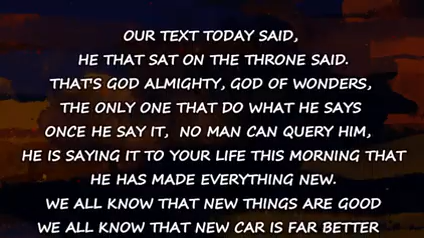 OUR TEXT TODAY SAID,
HE THAT SAT ON THE THRONE SAID.
THAT'S GOD ALMIGHTY, GOD OF WONDERS,
THE ONLY ONE THAT DO WHAT HE SAYS
ONCE HE SAY IT, NO MAN CAN QUERY HIM,
HE IS SAYING IT TO YOUR LIFE THIS MORNING THAT
HE HAS MADE EVERYTHING NEW.
WE ALL KNOW THAT NEW THINGS ARE GOOD
WE ALL KNOW THAT NEW CAR IS FAR BETTER